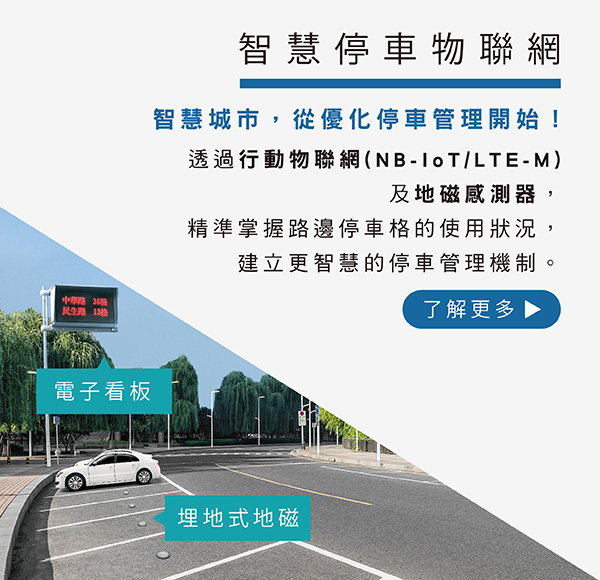 智慧停車物聯網
智慧城市，從優化停車管理開始！
透過行動物聯網(NB-IoT/LTE-M)
及地磁感測器，
精準掌握路邊停車格的使用狀況，
建立更智慧的停車管理機制。
了解更多▶
中華路 36格
民生路 13格
電子看板
埋地式地磁